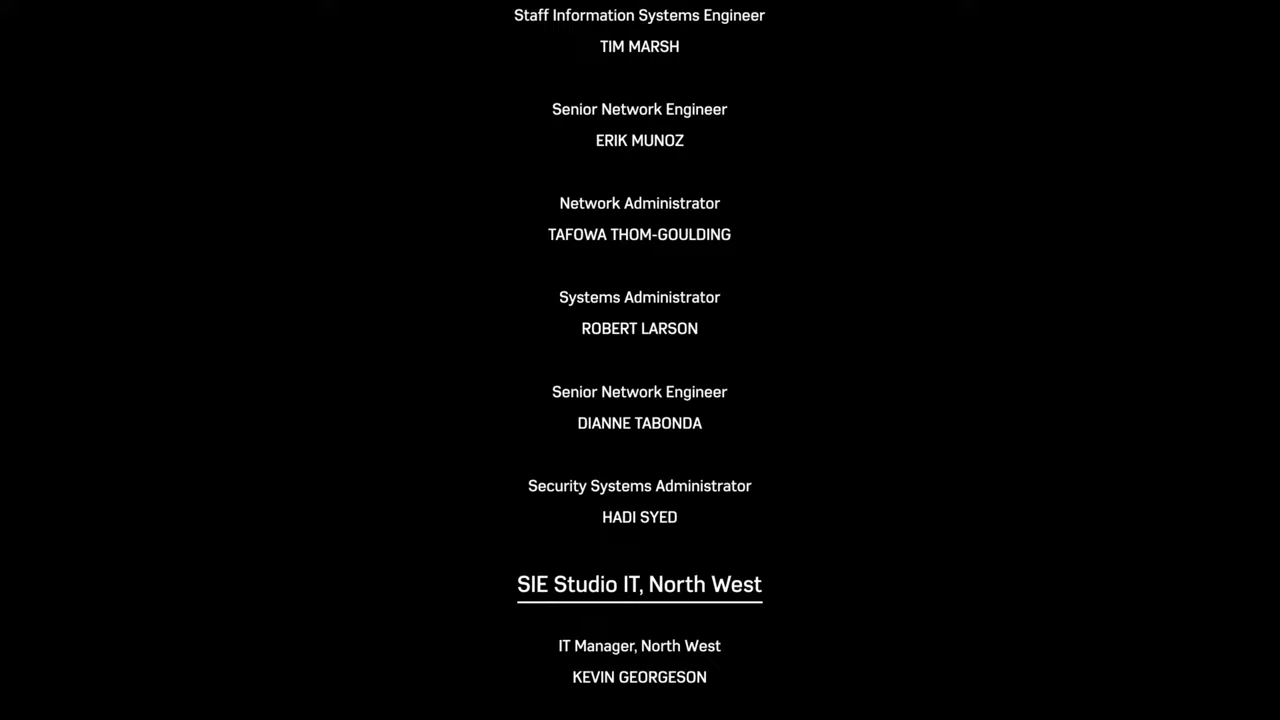 Staff Information Systems Engineer
TIM MARSH
Senior Network Engineer
ERIK MUNOZ
Network Administrator
TAFOWA THOM-GOULDING
Systems Administrator
ROBERT LARSON
Senior Network Engineer
DIANNE TABONDA
Security Systems Administrator
HADI SYED
SIE Studio IT, North West
IT Manager, North West
KEVIN GEORGESON